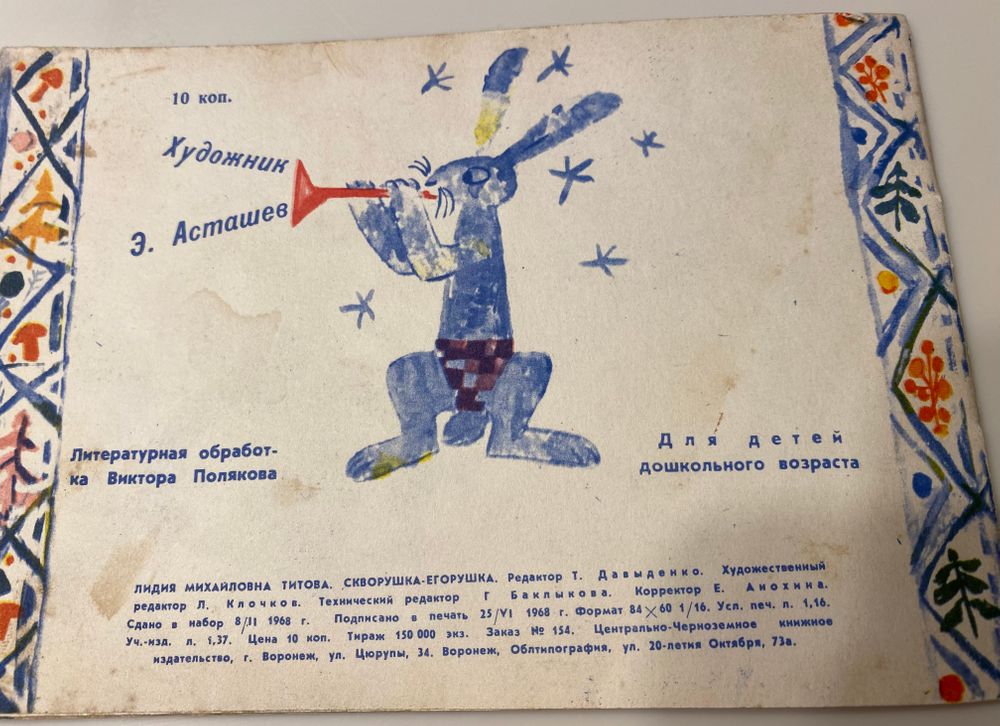 10 коп.
Художник
Э. Асташев
Литературная обработ-
ка Виктора Полякова
Для детей
дошкольного возраста
ЛИДИЯ МИХАЙЛОВНА ТИТОВА. СКВОРУШКА-ЕГОРУШКА. Редактор Т. Давыденко. Художественный
редактор Л. Клочков. Технический редактор Г Баклыкова. Корректор Е. Анохина.
Сдано в набор 8/II 1968 г. Подписано в печать 25/VI 1968 г. Формат 84×60 1/16. Усл. печ. л. 1,16.
Уч.-изд. л. 1,37. Цена 10 коп. Тираж 150 000 экз. Заказ № 154. Центрально-Черноземное книжное
издательство, г. Воронеж, ул. Цюрупы, 34. Воронеж, Облтипография, ул. 20-летия Октября, 73а.